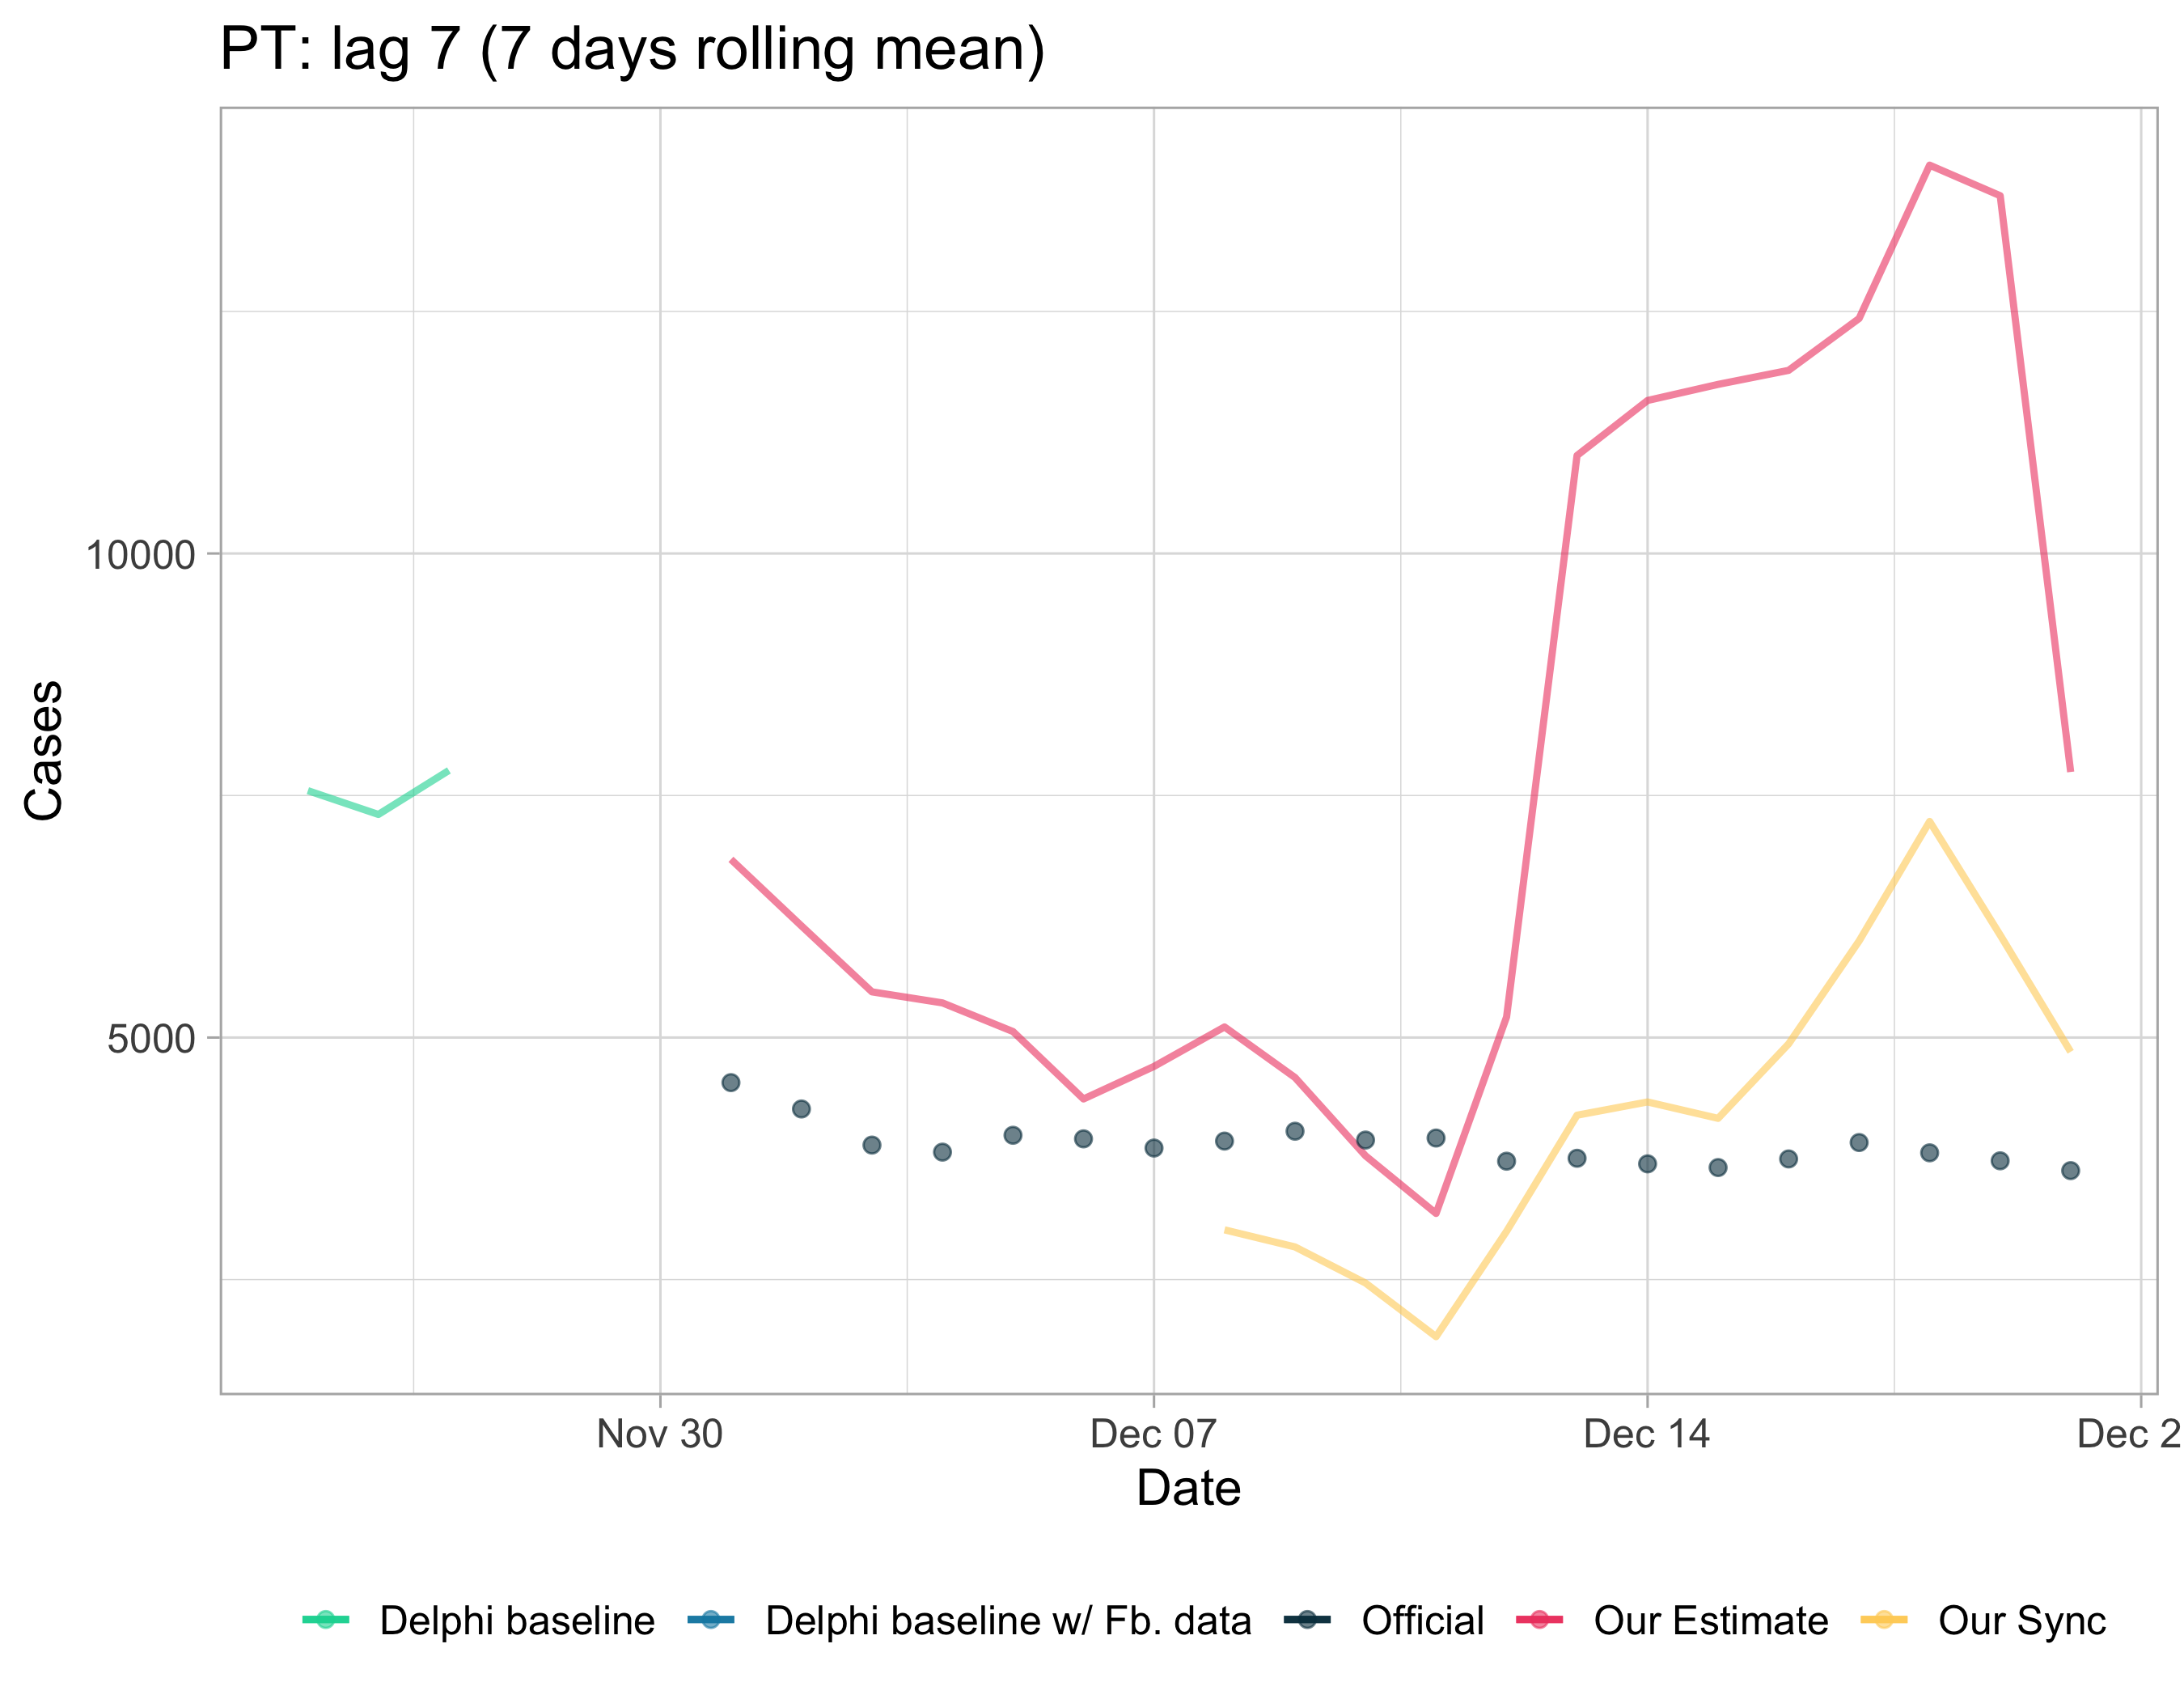 PT: lag 7 (7 days rolling mean)
10000
5000
Cases
Nov 30 Dec 07 Dec 14 Dec 2
Date
Delphi baseline Delphi baseline w/ Fb. data Official Our Estimate Our Sync